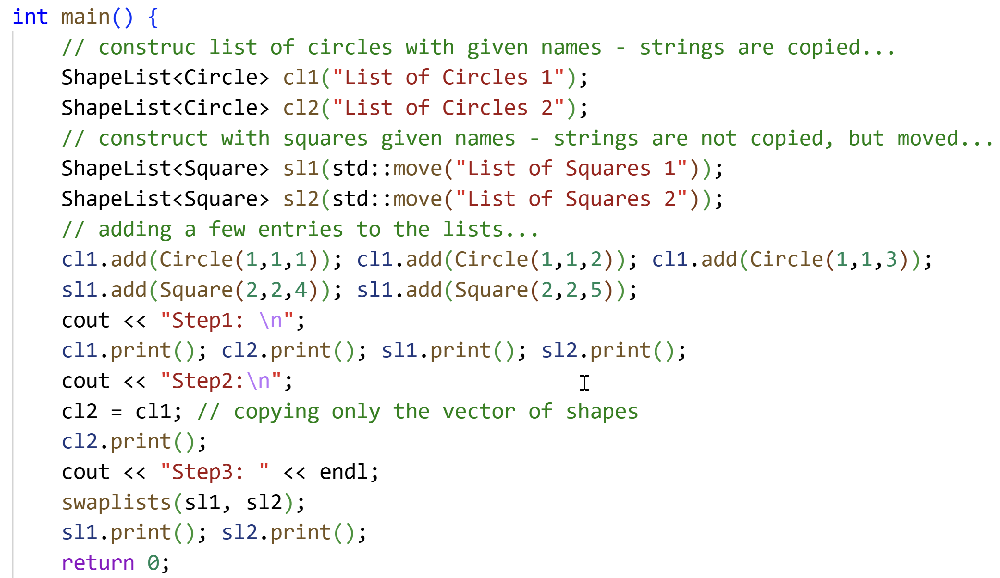 int main() {
// construc list of circles with given names - strings are copied...
ShapeList<Circle> cl1("List of Circles 1");
ShapeList<Circle> cl2("List of Circles 2");
// construct with squares given names - strings are not copied, but moved...
ShapeList<Square> sl1(std::move("List of Squares 1"));
ShapeList<Square> sl2(std::move("List of Squares 2"));
// adding a few entries to the lists...
cl1.add(Circle(1,1,1)); cl1.add(Circle(1,1,2)); cl1.add(Circle(1,1,3));
sl1.add(Square(2,2,4)); sl1.add(Square(2,2,5));
cout << "Step1: \n";
cl1.print(); cl2.print(); sl1.print(); sl2.print();
cout << "Step2:\n";
cl2 = cl1; // copying only the vector of shapes
cl2.print();
cout << "Step3: " << endl;
swaplists(sl1, sl2);
sl1.print(); sl2.print();
return 0;